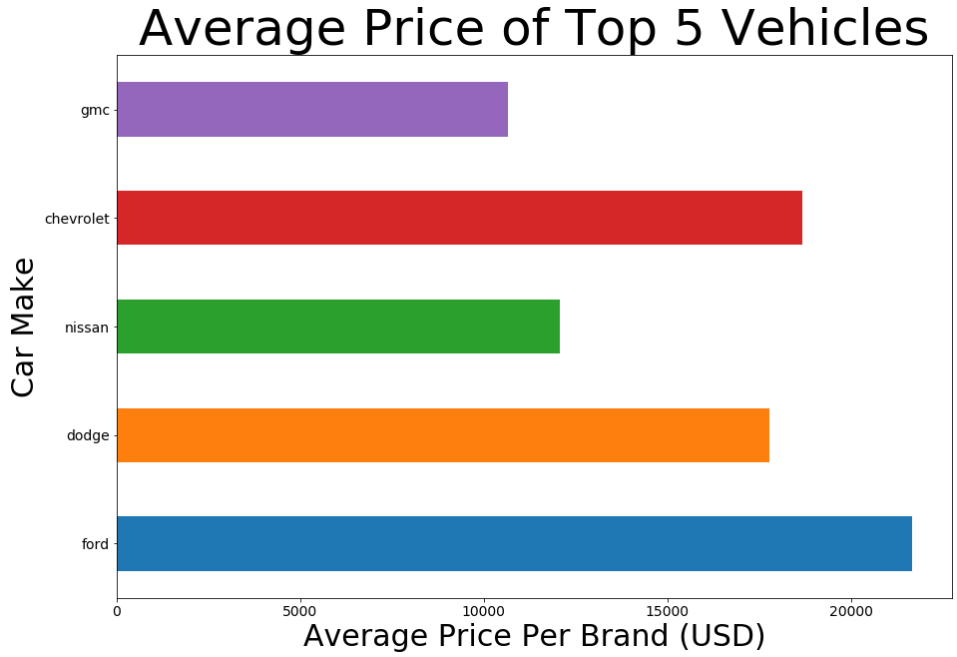 Average Price of Top 5 Vehicles
gmc
chevrolet
nissan
dodge
ford
Car Make
0 5000 10000 15000 20000
Average Price Per Brand (USD)